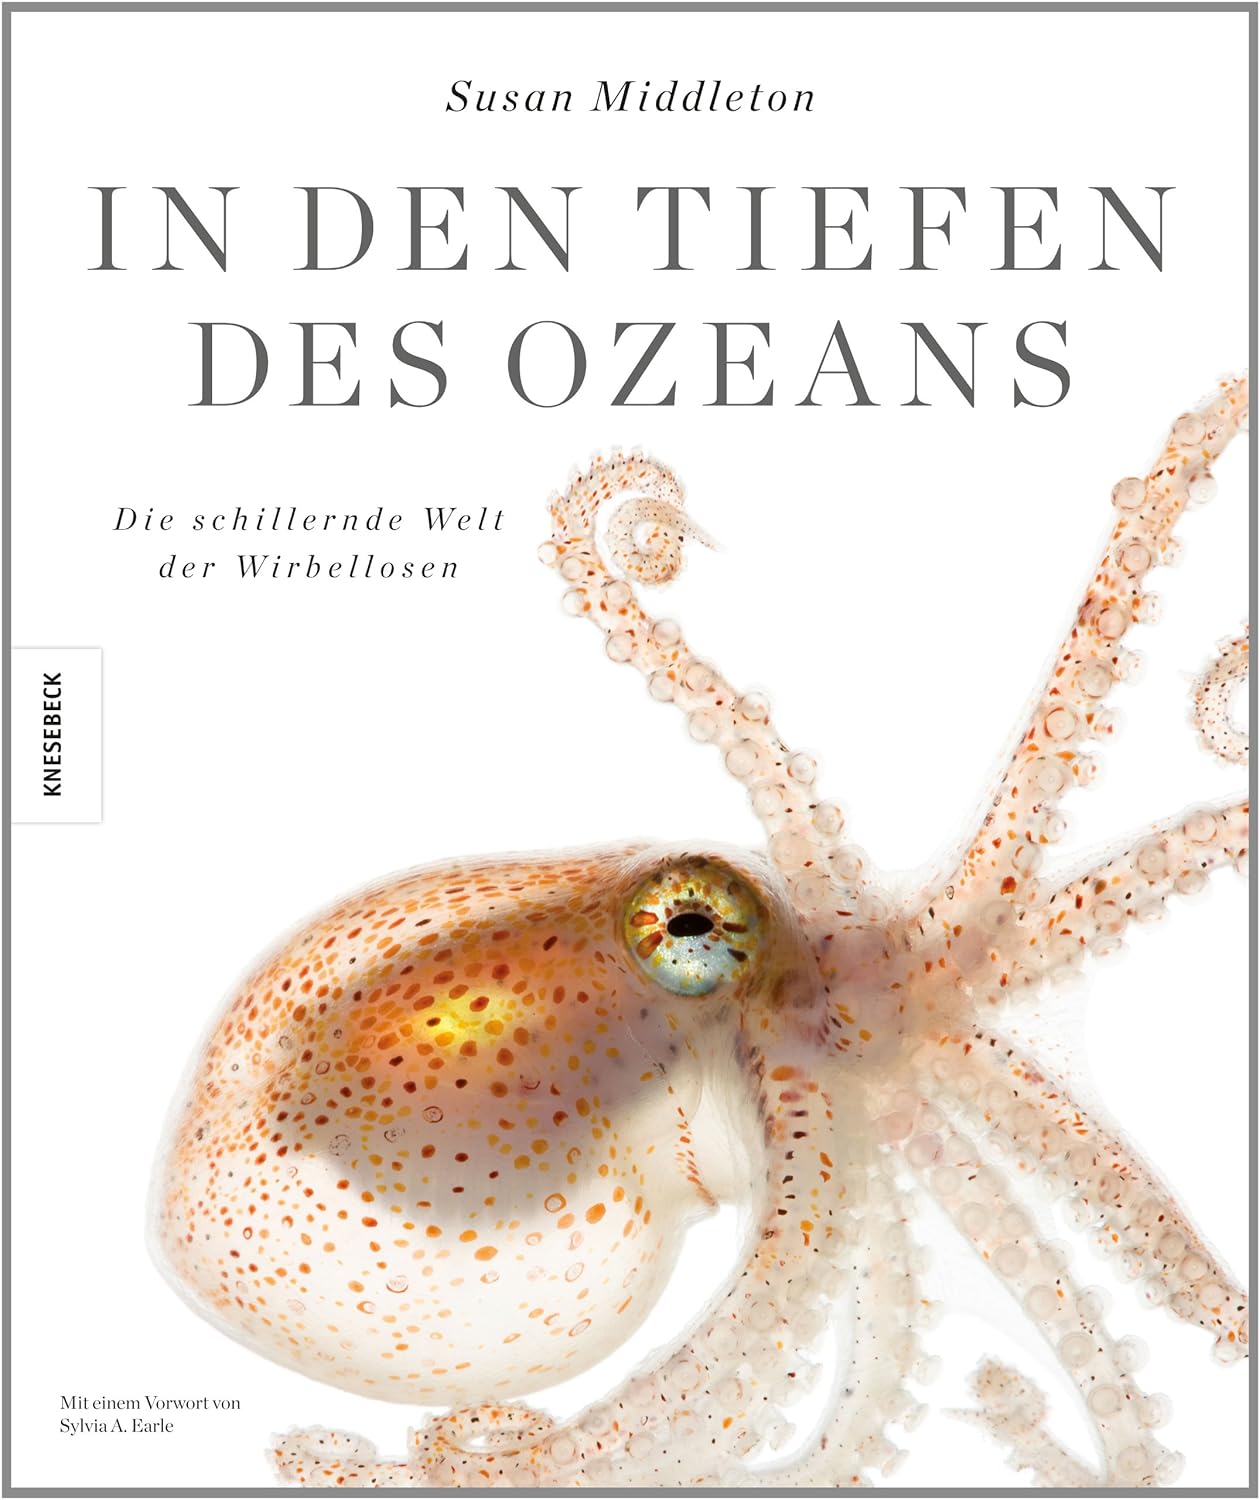 Susan Middleton
IN DEN TIEFEN
DES OZEANS
Die schillernde Welt
der Wirbellosen
KNESEBECK
Mit einem Vorwort von
Sylvia A. Earle